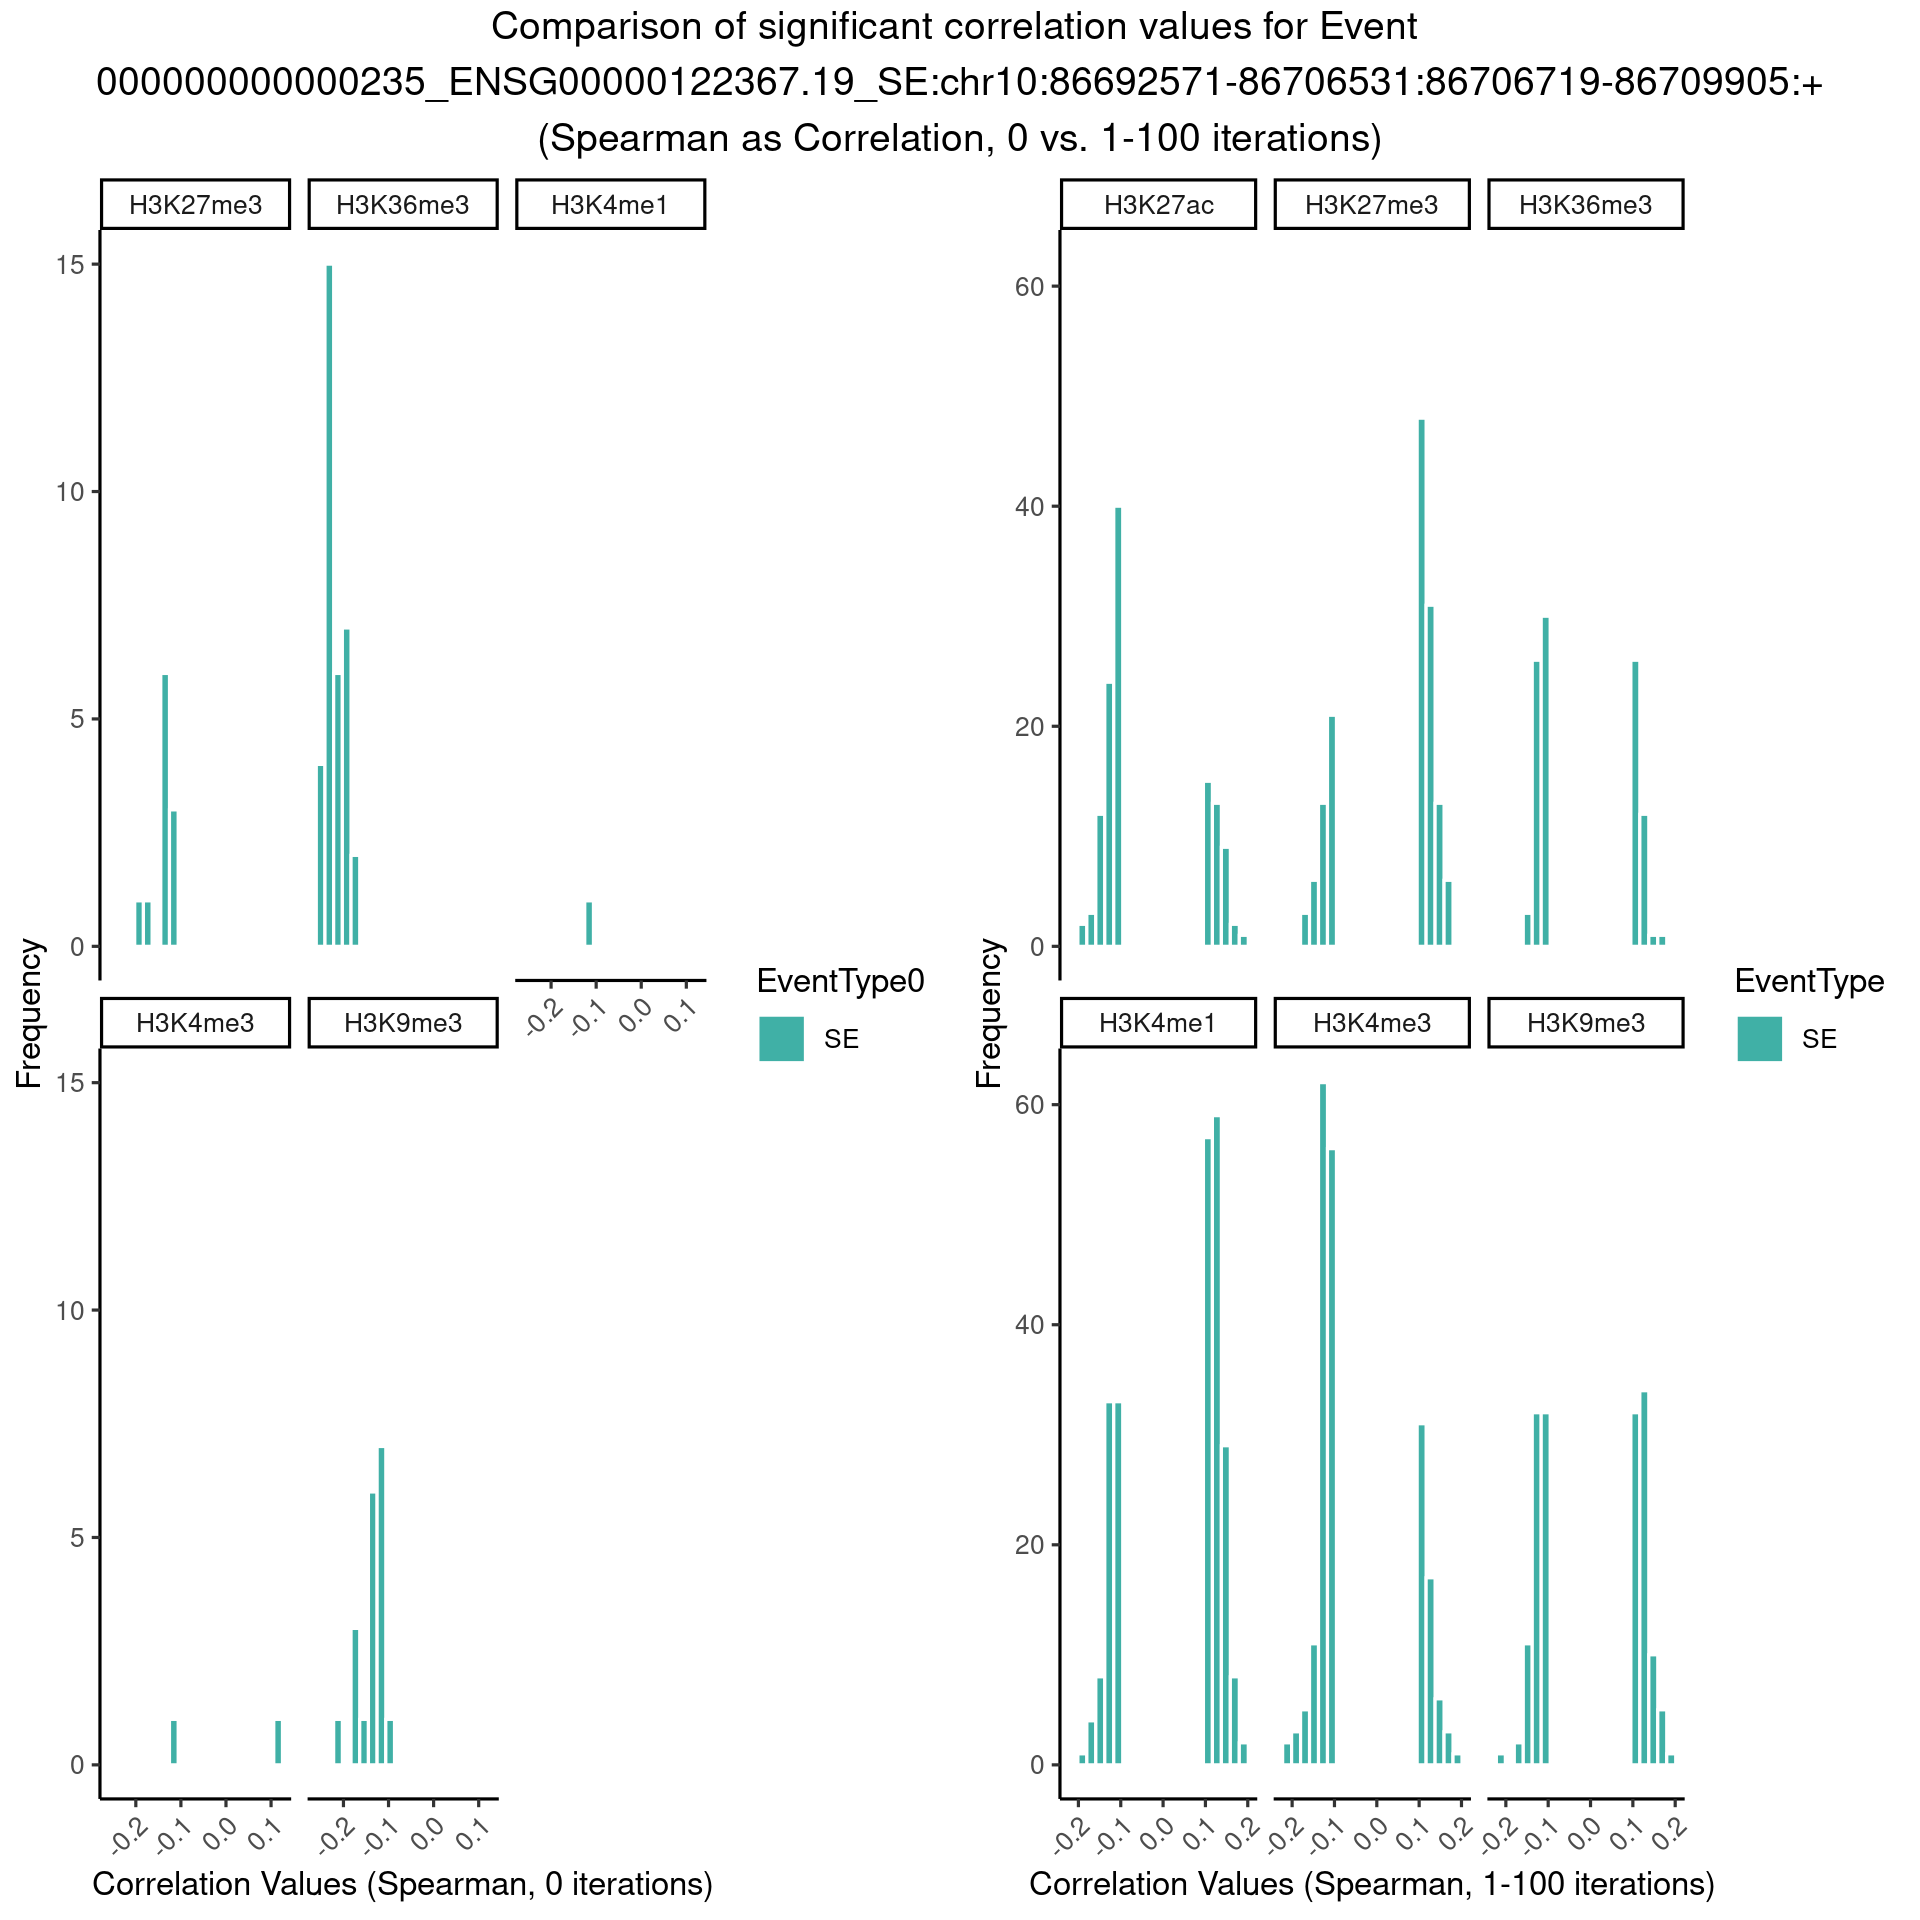 Comparison of significant correlation values for Event
000000000000235_ENSG00000122367.19_SE:chr10:86692571-86706531:86706719-86709905:+
(Spearman as Correlation, 0 vs. 1-100 iterations)
H3K27me3 H3K36me3 H3K4me1
15
10
5
0
-0.2 -0.1 0.0 0.1
H3K4me3 H3K9me3
15
10
5
0
-0.2 -0.1 0.0 0.1 -0.2 -0.1 0.0 0.1
Frequency
Correlation Values (Spearman, 0 iterations)
EventType0
SE
H3K27ac H3K27me3 H3K36me3
60
40
20
0
H3K4me1 H3K4me3 H3K9me3
60
40
20
0
-0.2 -0.1 0.0 0.1 0.2 -0.2 -0.1 0.0 0.1 0.2 -0.2 -0.1 0.0 0.1 0.2
Frequency
Correlation Values (Spearman, 1-100 iterations)
EventType
SE